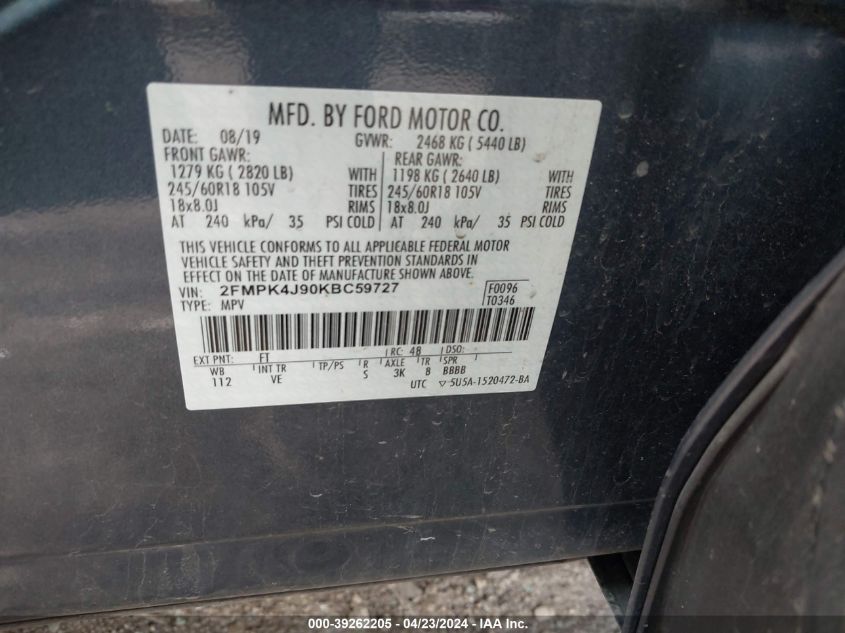 MFD. BY FORD MOTOR CO.
DATE: 08/19 GVWR: 2468 KG ( 5440 LB)
FRONT GAWR: REAR GAWR:
1279 KG ( 2820 LB) WITH 1198 KG ( 2640 LB) WITH
245/60R18 105V TIRES 245/60R18 105V TIRES
18x8.0J RIMS 18x8.0J RIMS
AT 240 kPa/ 35 PSI COLD AT 240 kPa/ 35 PSI COLD
THIS VEHICLE CONFORMS TO ALL APPLICABLE FEDERAL MOTOR
VEHICLE SAFETY AND THEFT PREVENTION STANDARDS IN
EFFECT ON THE DATE OF MANUFACTURE SHOWN ABOVE.
VIN: 2FMPK4J90KBC59727 F0096
TYPE: MPV T0346
EXT PNT: FT RC: 48 DSO:
WB INT TR TP/PS R AXLE TR SPR
112 VE S 3K 8 BBBB
UTC ▽ 5U5A-1520472-BA
000-39262205 - 04/23/2024 - IAA Inc.